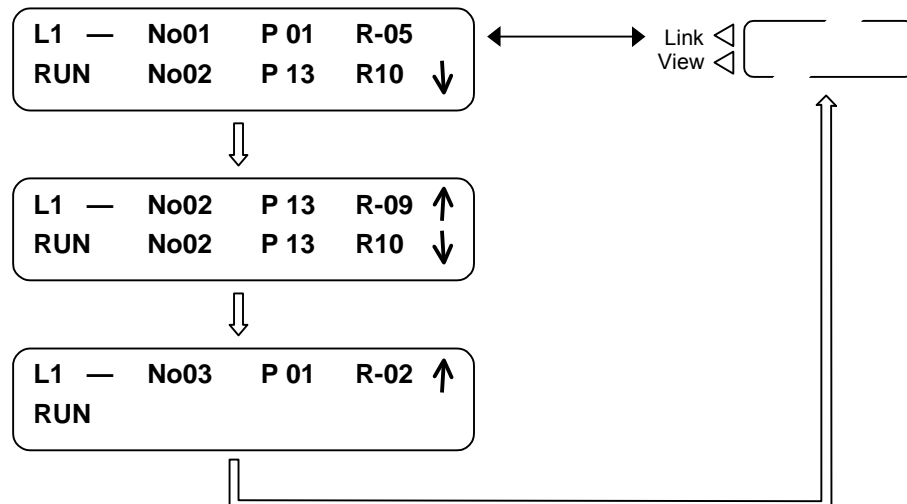 L1 — No01 P 01 R-05
RUN No02 P 13 R10
Link
View
L1 — No02 P 13 R-09
RUN No02 P 13 R10
L1 — No03 P 01 R-02
RUN